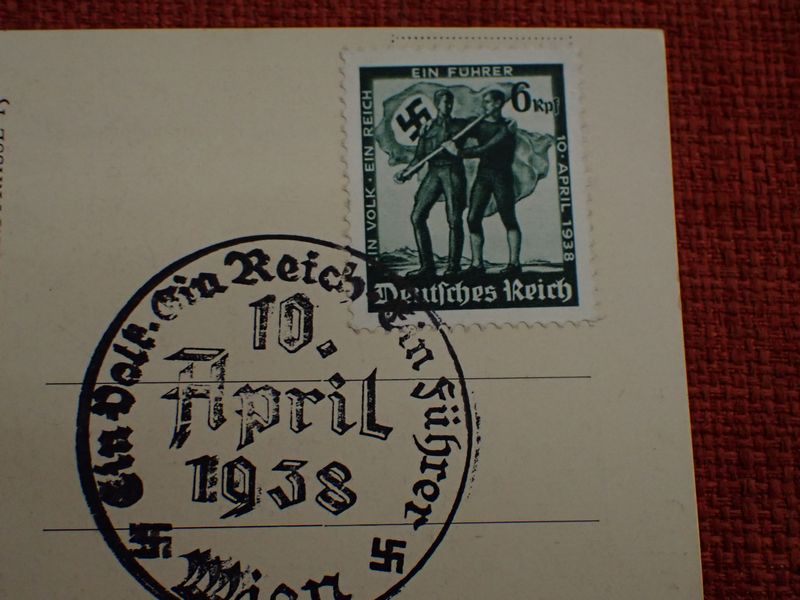 EIN VOLK · EIN REICH
EIN FÜHRER
10. APRIL 1938
6 Rpf
Deutsches Reich
Ein Volk. Ein Reich. Ein Führer
10.
April
1938
Wien